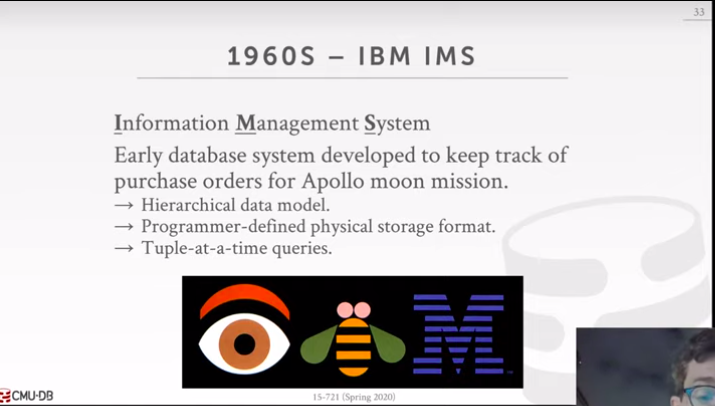 33
1960S – IBM IMS
Information Management System
Early database system developed to keep track of
purchase orders for Apollo moon mission.
→ Hierarchical data model.
→ Programmer-defined physical storage format.
→ Tuple-at-a-time queries.
M
CMU-DB
15-721 (Spring 2020)